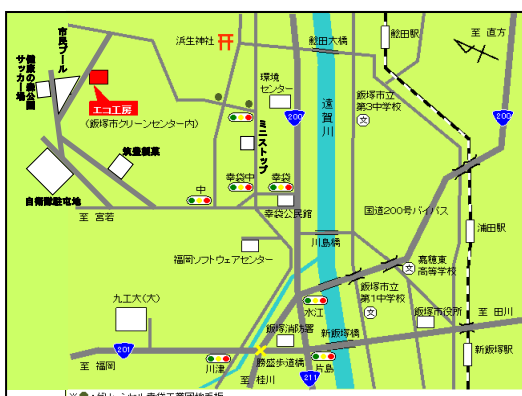 市民プール
浜生神社
鯰田駅
至 直方
鯰田大橋
健康の森公園
サッカー場
環境
センター
遠賀川
飯塚市立
第3中学校
文
エコ工房
(飯塚市クリーンセンター内)
ミニストップ
200
200
筑豊製菓
幸袋中
幸袋
中
自衛隊駐屯地
幸袋公民館
国道200号バイパス
至 宮若
浦田駅
川島橋
福岡ソフトウェアセンター
文
嘉穂東
高等学校
飯塚市立
第1中学校
文
九工大(大)
水江
飯塚市役所
至 田川
飯塚消防署
新飯塚橋
201
勝盛歩道橋
新飯塚駅
至 福岡
川津
片島
至 桂川
211